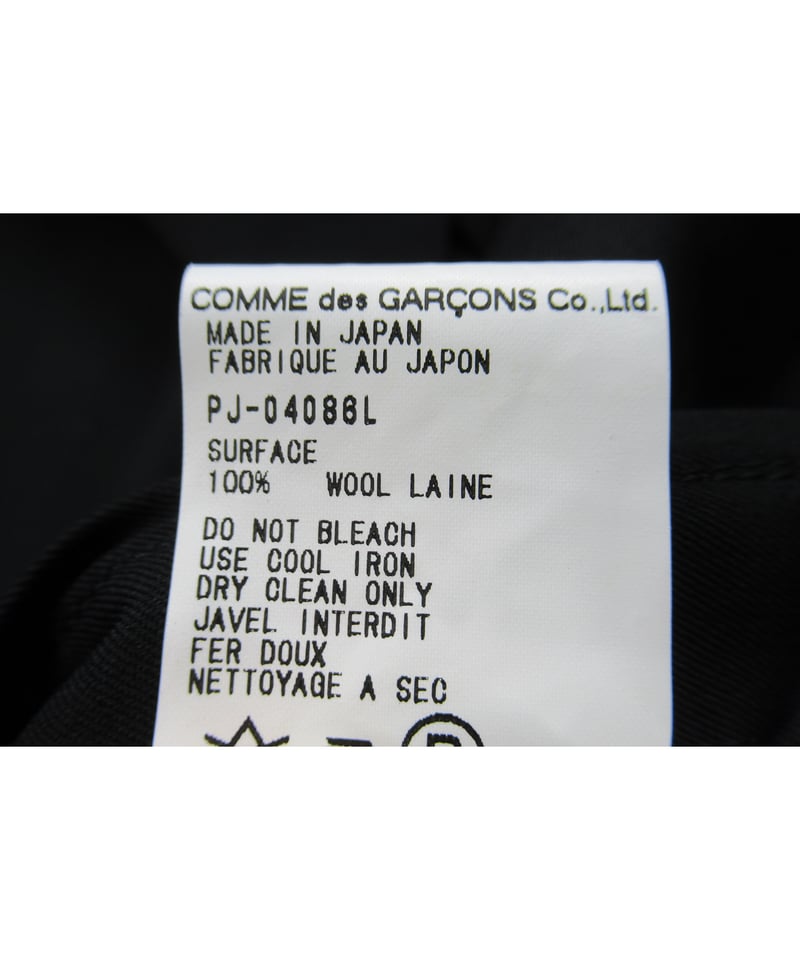 COMME des GARÇONS Co.,Ltd.
MADE IN JAPAN
FABRIQUE AU JAPON
PJ-04086L
SURFACE
100% WOOL LAINE
DO NOT BLEACH
USE COOL IRON
DRY CLEAN ONLY
JAVEL INTERDIT
FER DOUX
NETTOYAGE A SEC